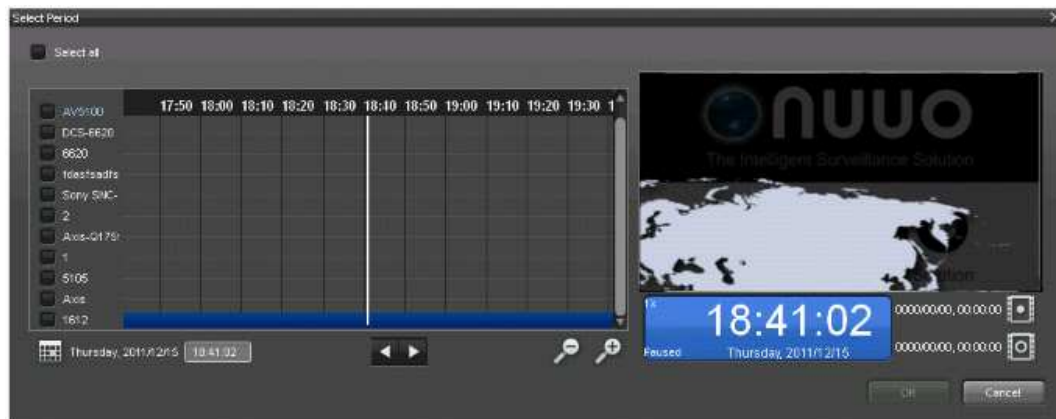 Select Period
Select all
17:50 18:00 18:10 18:20 18:30 18:40 18:50 19:00 19:10 19:20 19:30 1
AV5100
DCS-6620
6620
fdasfsadfs
Sony SNC-
2
1
5105
Axis
1612
Thursday, 2011/12/15 18:41:02
nuuo
The Intelligent Surveillance Solution
1X
18:41:02
Paused
Thursday, 2011/12/15
0000/00/00, 00:00:00
0000/00/00, 00:00:00
OK
Cancel